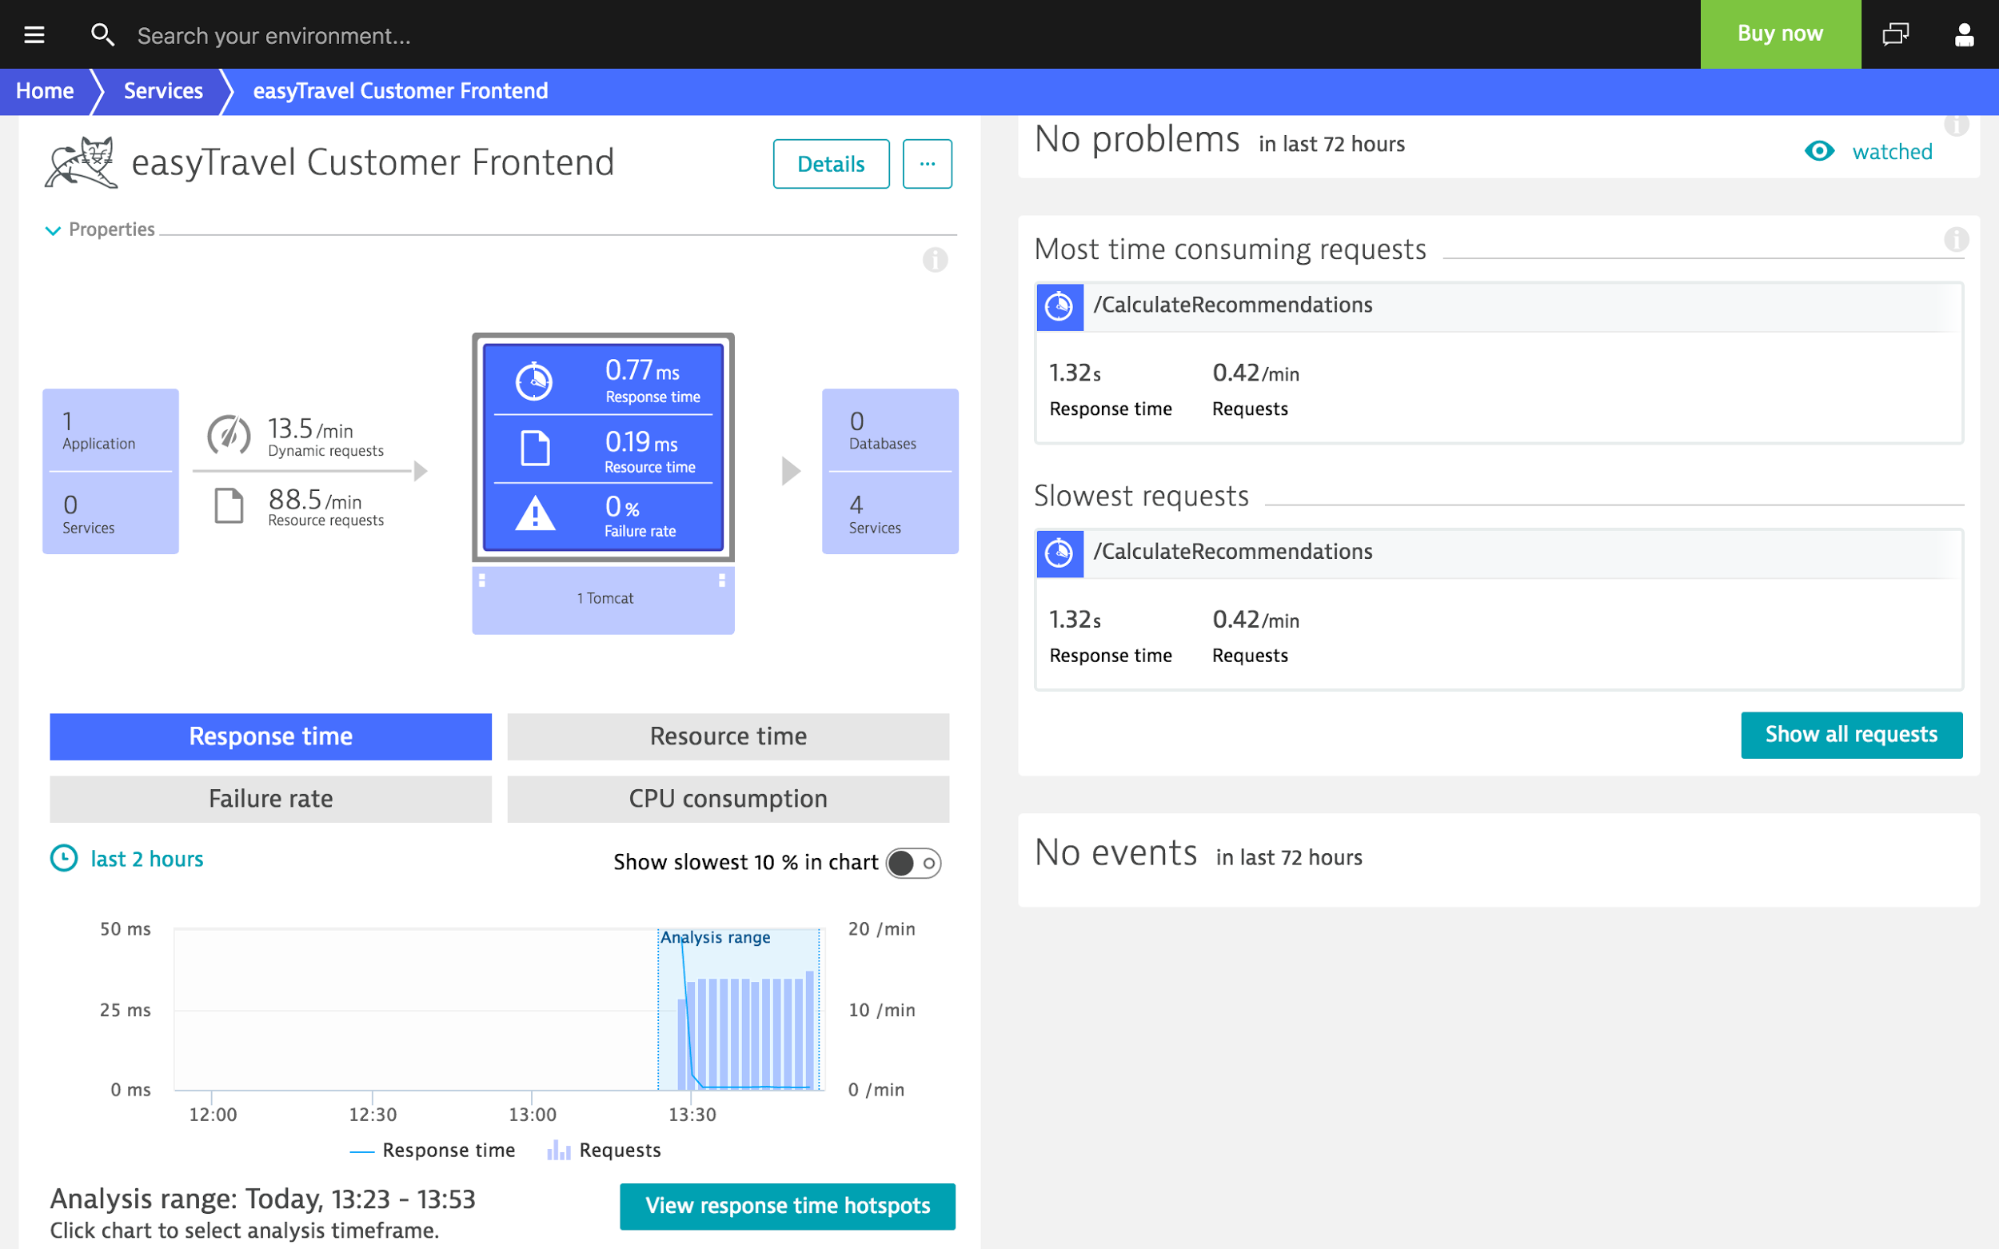 Search your environment...
Buy now
Home
Services
easyTravel Customer Frontend
easyTravel Customer Frontend
Details
...
Properties
1
Application
0
Services
13.5 /min
Dynamic requests
88.5 /min
Resource requests
0.77 ms
Response time
0.19 ms
Resource time
0 %
Failure rate
1 Tomcat
0
Databases
4
Services
Response time
Resource time
Failure rate
CPU consumption
last 2 hours
Show slowest 10 % in chart
50 ms
25 ms
0 ms
Analysis range
20 /min
10 /min
0 /min
12:00
12:30
13:00
13:30
Response time
Requests
Analysis range: Today, 13:23 - 13:53
Click chart to select analysis timeframe.
View response time hotspots
No problems in last 72 hours
watched
Most time consuming requests
/CalculateRecommendations
1.32s
Response time
0.42/min
Requests
Slowest requests
/CalculateRecommendations
1.32s
Response time
0.42/min
Requests
Show all requests
No events in last 72 hours